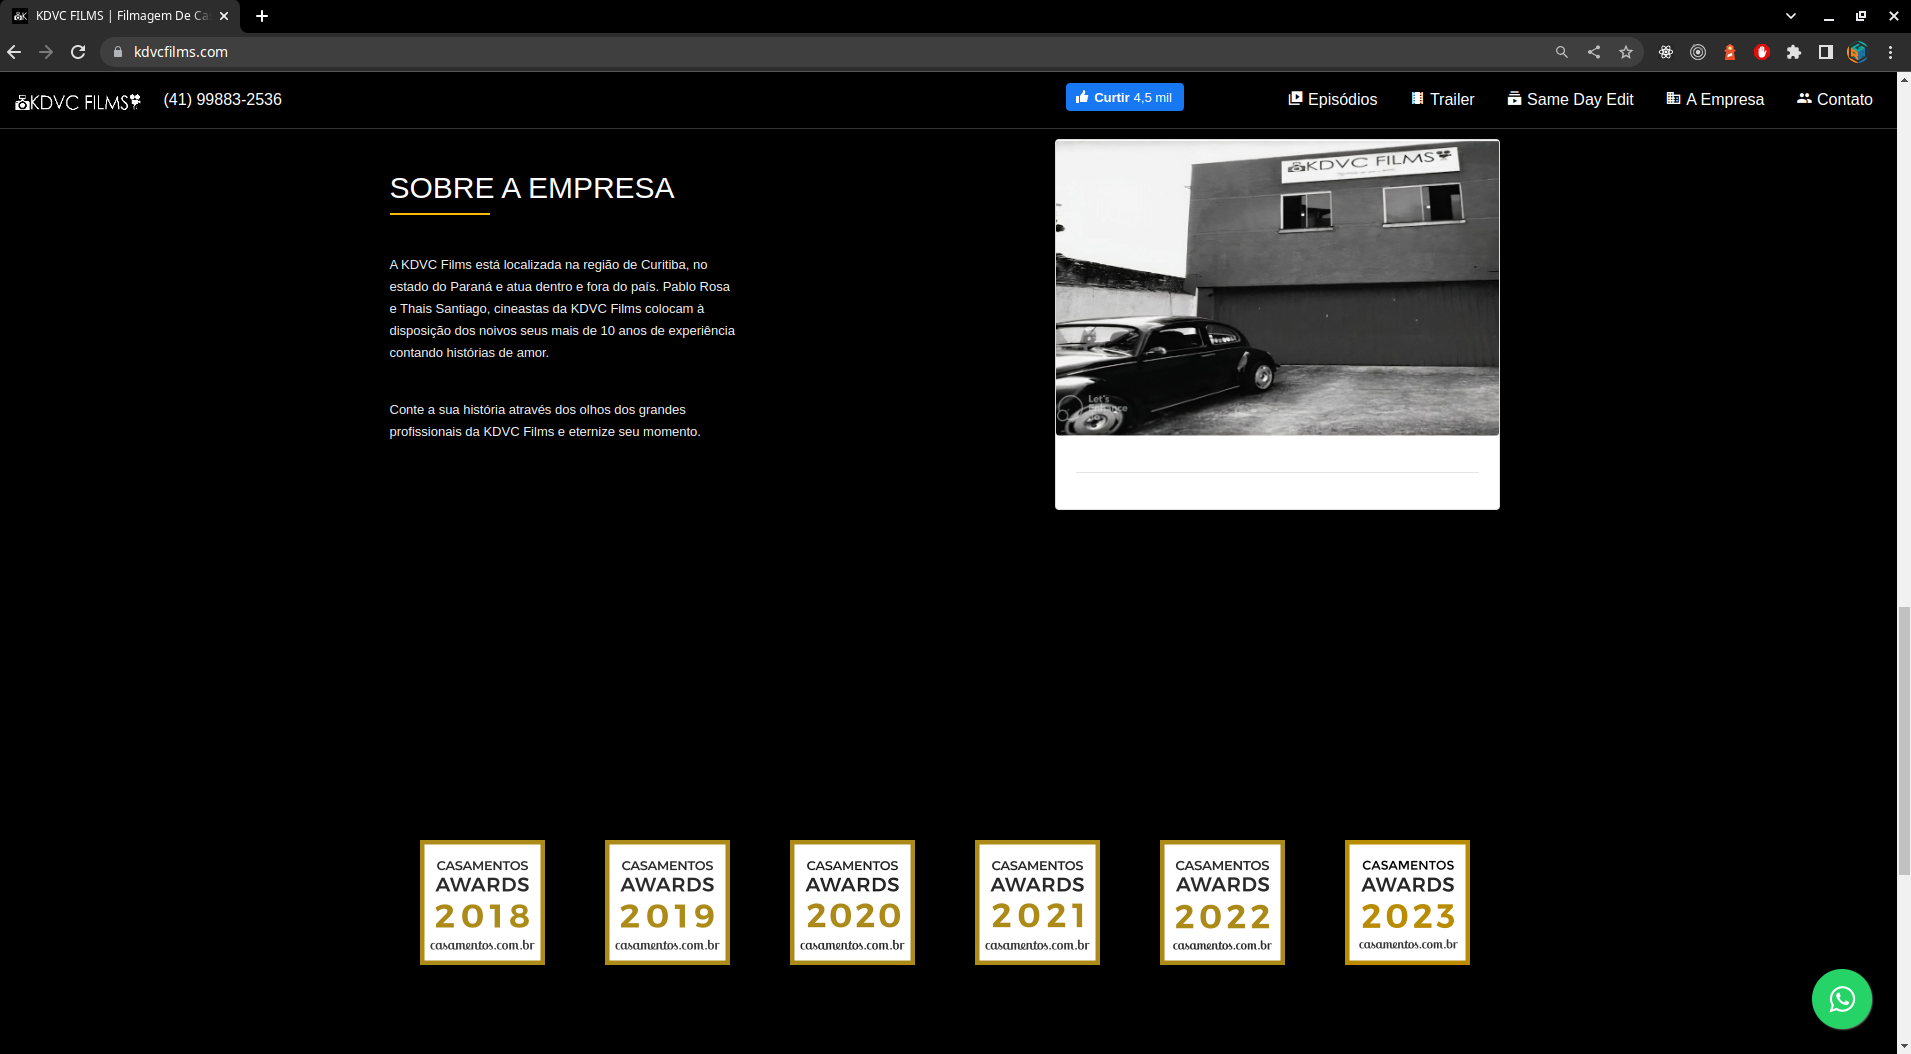 KDVC FILMS | Filmagem De Ca
kdvcfilms.com
KDVC FILMS
(41) 99883-2536
Curtir 4,5 mil
Episódios
Trailer
Same Day Edit
A Empresa
Contato
SOBRE A EMPRESA
A KDVC Films está localizada na região de Curitiba, no
estado do Paraná e atua dentro e fora do país. Pablo Rosa
e Thais Santiago, cineastas da KDVC Films colocam à
disposição dos noivos seus mais de 10 anos de experiência
contando histórias de amor.
Conte a sua história através dos olhos dos grandes
profissionais da KDVC Films e eternize seu momento.
KDVC FILMS
Let's
Enhance
CASAMENTOS
AWARDS
2018
casamentos.com.br
CASAMENTOS
AWARDS
2019
casamentos.com.br
CASAMENTOS
AWARDS
2020
casamentos.com.br
CASAMENTOS
AWARDS
2021
casamentos.com.br
CASAMENTOS
AWARDS
2022
casamentos.com.br
CASAMENTOS
AWARDS
2023
casamentos.com.br